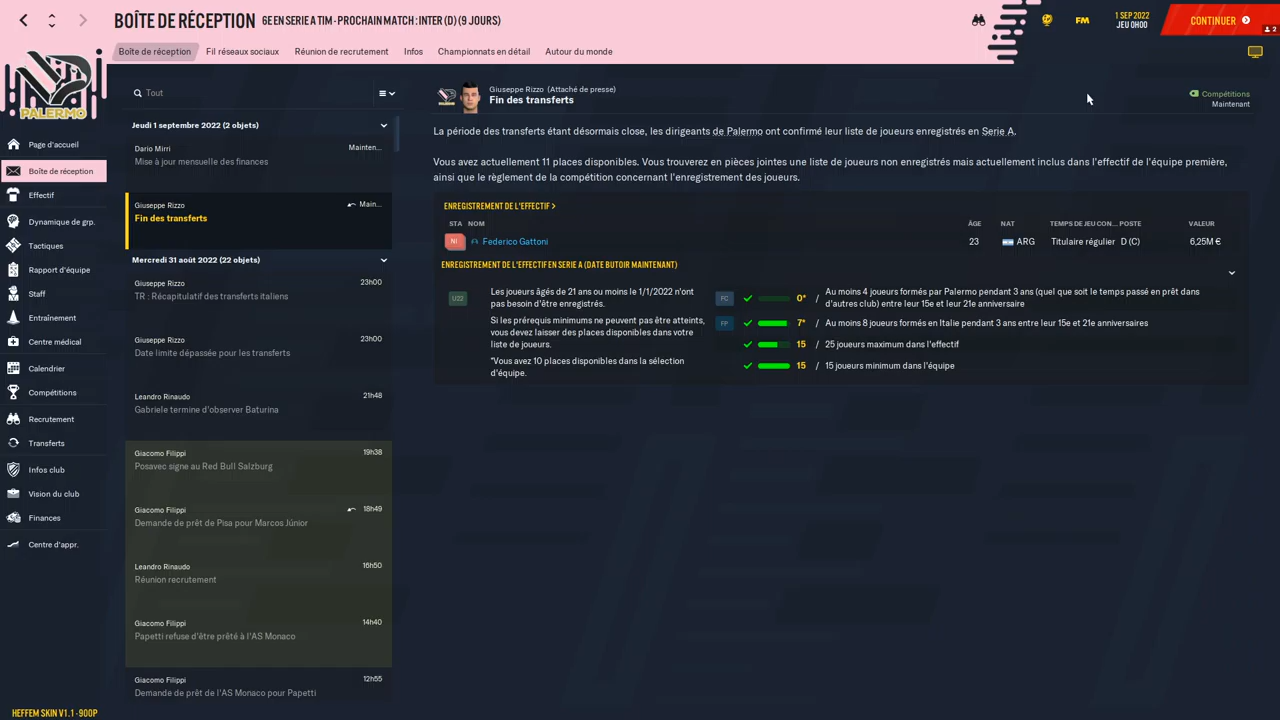 BOÎTE DE RÉCEPTION
6E EN SERIE A TIM - PROCHAIN MATCH : INTER (D) (9 JOURS)
FM
1 SEP 2022
JEU 0H00
CONTINUER
2
Boîte de réception
Fil réseaux sociaux
Réunion de recrutement
Infos
Championnats en détail
Autour du monde
PALERMO
Page d'accueil
Boîte de réception
Effectif
Dynamique de grp.
Tactiques
Rapport d'équipe
Staff
Entraînement
Centre médical
Calendrier
Compétitions
Recrutement
Transferts
Infos club
Vision du club
Finances
Centre d'appr.
HEFFEM SKIN V1.1 - 900P
Tout
Jeudi 1 septembre 2022 (2 objets)
Dario Mirri
Mainten...
Mise à jour mensuelle des finances
Giuseppe Rizzo
Main...
Fin des transferts
Mercredi 31 août 2022 (22 objets)
Giuseppe Rizzo
23h00
TR : Récapitulatif des transferts italiens
Giuseppe Rizzo
23h00
Date limite dépassée pour les transferts
Leandro Rinaudo
21h48
Gabriele termine d'observer Baturina
Giacomo Filippi
19h38
Posavec signe au Red Bull Salzburg
Giacomo Filippi
18h49
Demande de prêt de Pisa pour Marcos Júnior
Leandro Rinaudo
16h50
Réunion recrutement
Giacomo Filippi
14h40
Papetti refuse d'être prêté à l'AS Monaco
Giacomo Filippi
12h55
Demande de prêt de l'AS Monaco pour Papetti
PALERMO
Giuseppe Rizzo (Attaché de presse)
Fin des transferts
Compétitions
Maintenant
La période des transferts étant désormais close, les dirigeants de Palermo ont confirmé leur liste de joueurs enregistrés en Serie A.
Vous avez actuellement 11 places disponibles. Vous trouverez en pièces jointes une liste de joueurs non enregistrés mais actuellement inclus dans l'effectif de l'équipe première,
ainsi que le règlement de la compétition concernant l'enregistrement des joueurs.
ENREGISTREMENT DE L'EFFECTIF >
STA NOM ÂGE NAT TEMPS DE JEU CON... POSTE VALEUR
NI Federico Gattoni 23 ARG Titulaire régulier D (C) 6,25M €
ENREGISTREMENT DE L'EFFECTIF EN SERIE A (DATE BUTOIR MAINTENANT)
U22
Les joueurs âgés de 21 ans ou moins le 1/1/2022 n'ont
pas besoin d'être enregistrés.
Si les prérequis minimums ne peuvent pas être atteints,
vous devez laisser des places disponibles dans votre
liste de joueurs.
*Vous avez 10 places disponibles dans la sélection
d'équipe.
FC 0* / Au moins 4 joueurs formés par Palermo pendant 3 ans (quel que soit le temps passé en prêt dans
d'autres club) entre leur 15e et leur 21e anniversaire
FP 7* / Au moins 8 joueurs formés en Italie pendant 3 ans entre leur 15e et 21e anniversaires
15 / 25 joueurs maximum dans l'effectif
15 / 15 joueurs minimum dans l'équipe